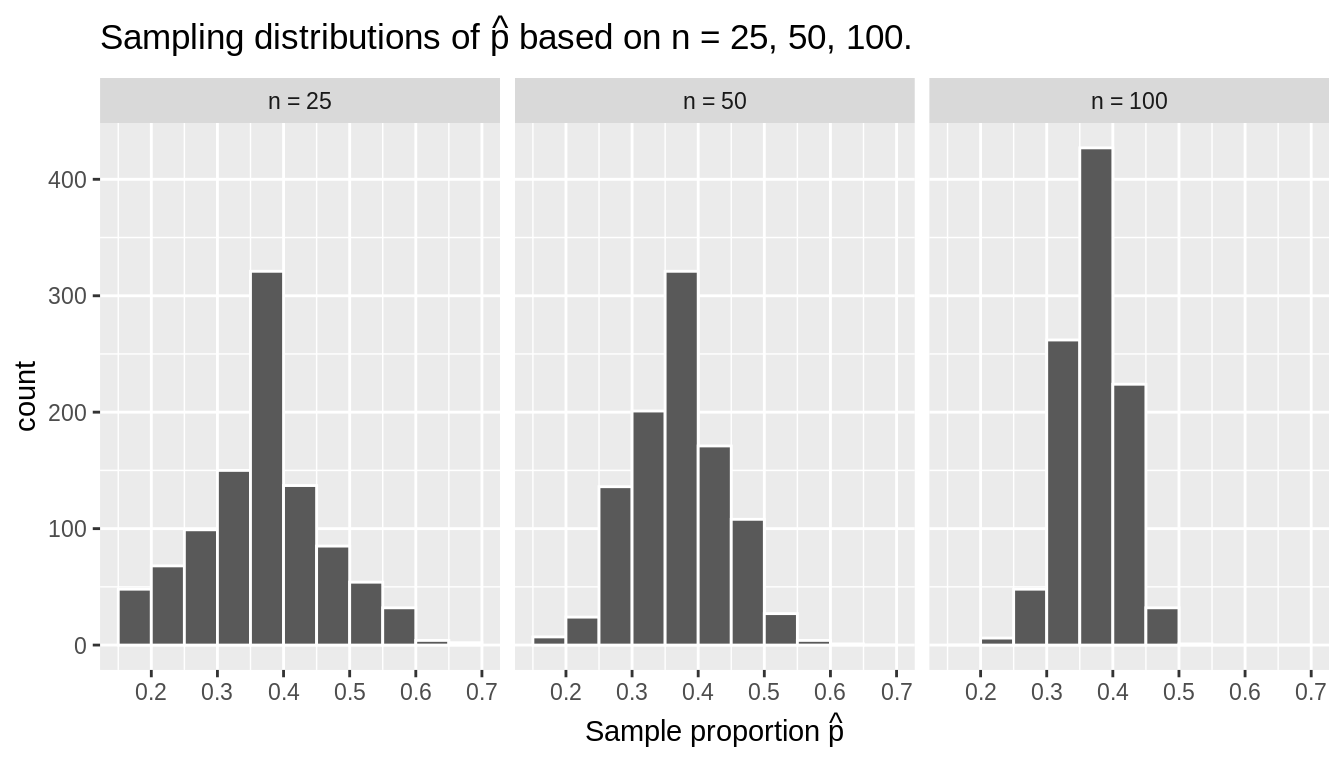 Sampling distributions of p̂ based on n = 25, 50, 100.
n = 25
n = 50
n = 100
400
300
200
100
0
count
0.2 0.3 0.4 0.5 0.6 0.7
0.2 0.3 0.4 0.5 0.6 0.7
0.2 0.3 0.4 0.5 0.6 0.7
Sample proportion p̂